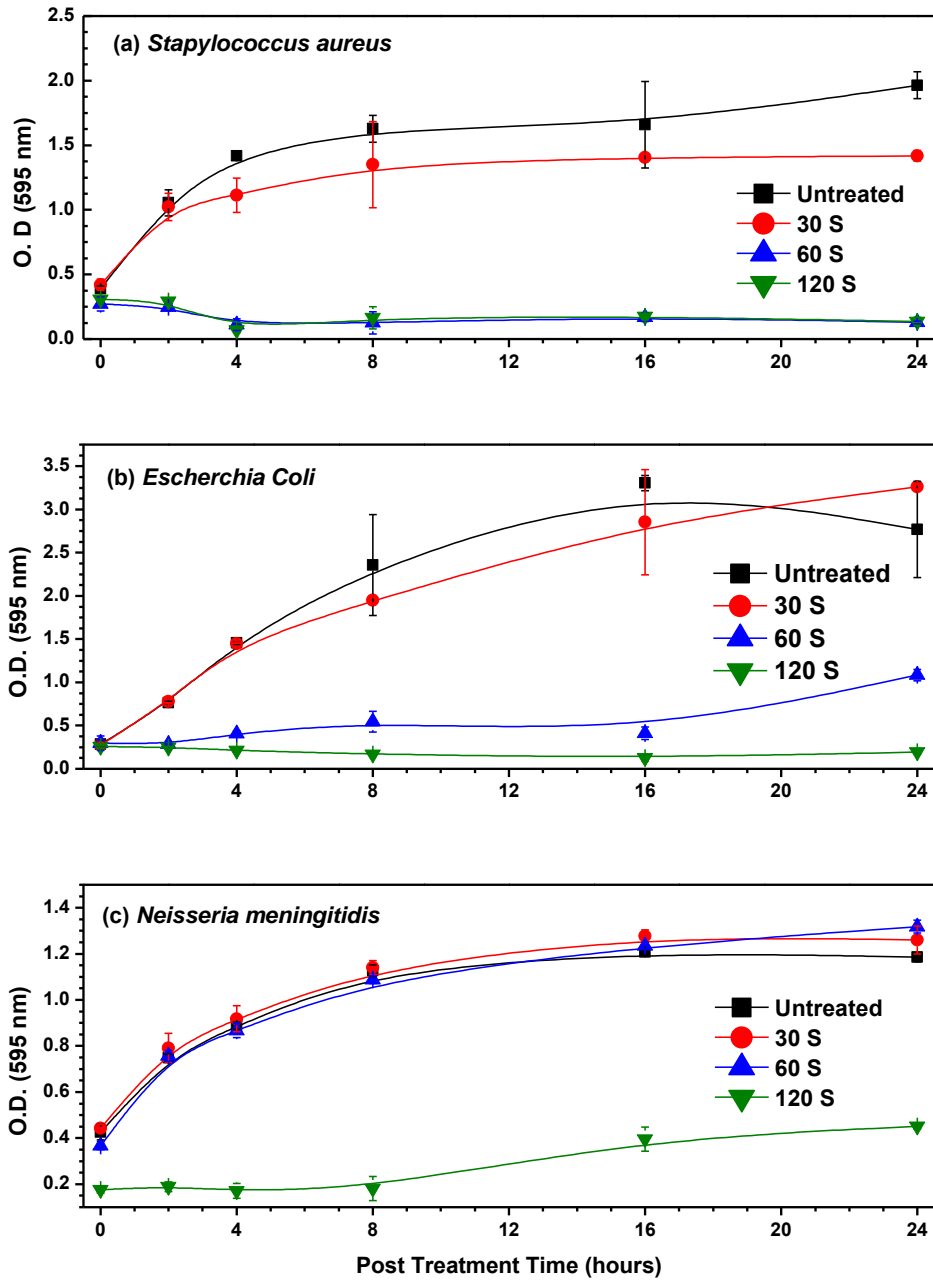 (a) Stapylococcus aureus
O. D (595 nm)
2.5
2.0
1.5
1.0
0.5
0.0
Untreated
30 S
60 S
120 S
0 4 8 12 16 20 24
(b) Escherchia Coli
O.D. (595 nm)
3.5
3.0
2.5
2.0
1.5
1.0
0.5
0.0
Untreated
30 S
60 S
120 S
0 4 8 12 16 20 24
(c) Neisseria meningitidis
O.D. (595 nm)
1.4
1.2
1.0
0.8
0.6
0.4
0.2
Untreated
30 S
60 S
120 S
0 4 8 12 16 20 24
Post Treatment Time (hours)